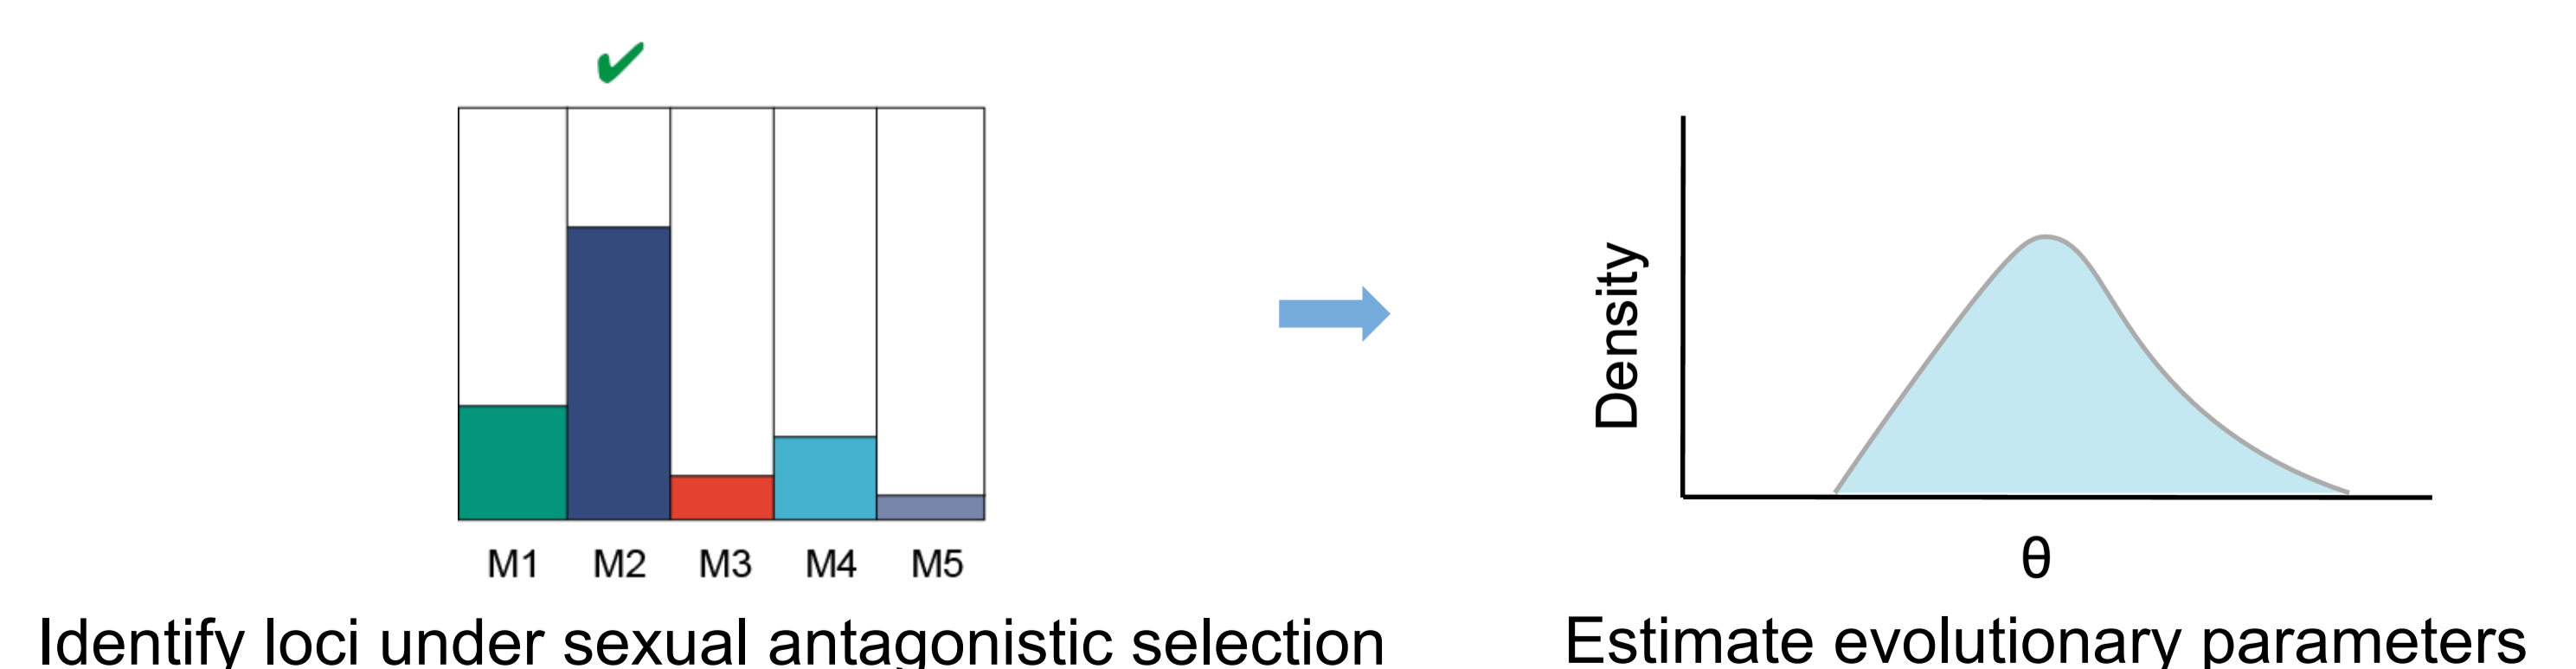 M1 M2 M3 M4 M5
Identify loci under sexual antagonistic selection
Density
θ
Estimate evolutionary parameters